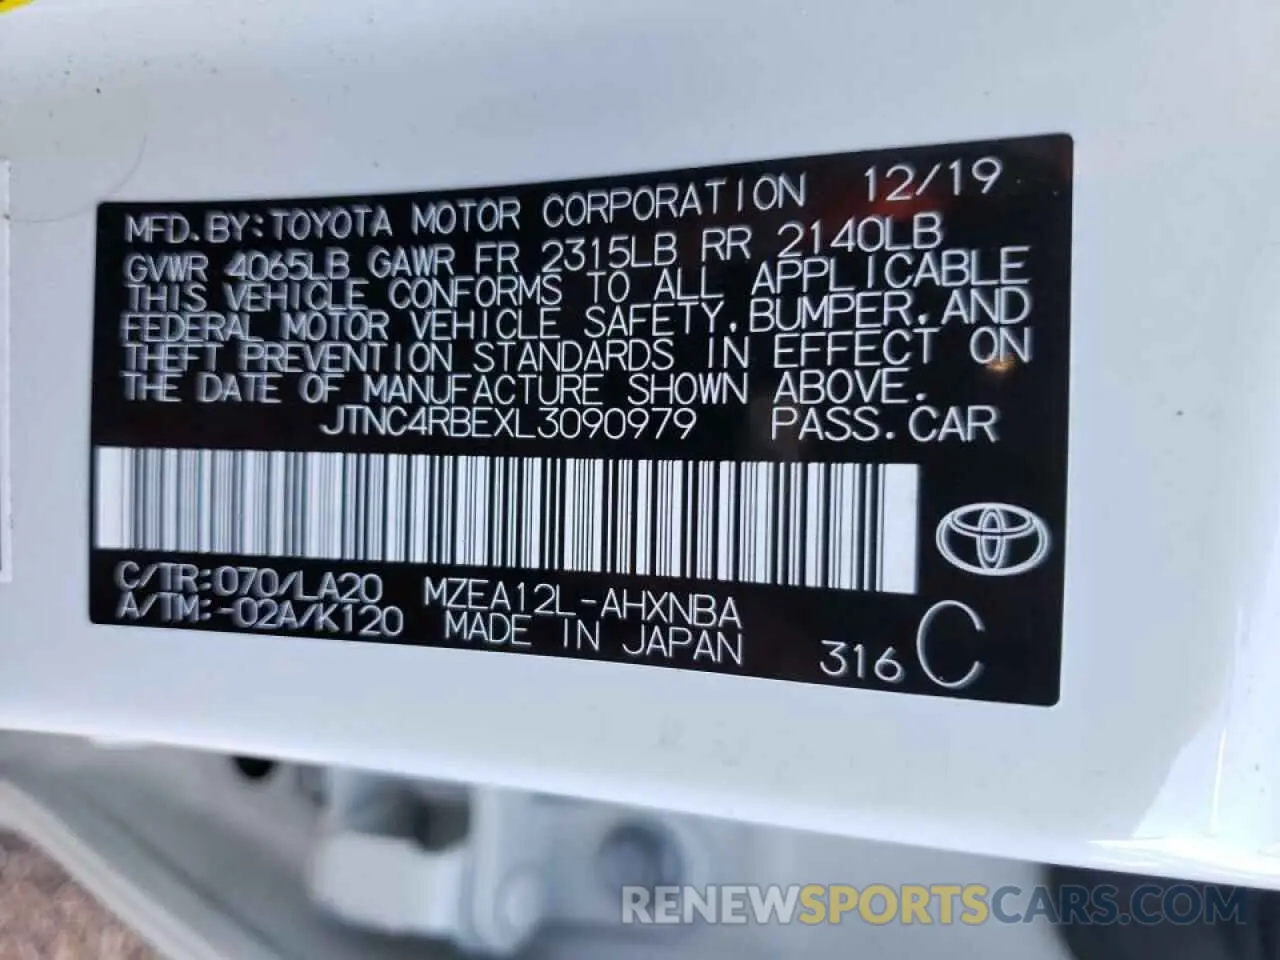 MFD. BY: TOYOTA MOTOR CORPORATION 12/19
GVWR 4065LB GAWR FR 2315LB RR 2140LB
THIS VEHICLE CONFORMS TO ALL APPLICABLE
FEDERAL MOTOR VEHICLE SAFETY, BUMPER, AND
THEFT PREVENTION STANDARDS IN EFFECT ON
THE DATE OF MANUFACTURE SHOWN ABOVE.
JTNC4RBEXL3090979 PASS. CAR
C/TR:070/LA20 MZEA12L-AHXNBA
A/TM:-02A/K120 MADE IN JAPAN 316 C
RENEWSPORTSCARS.COM